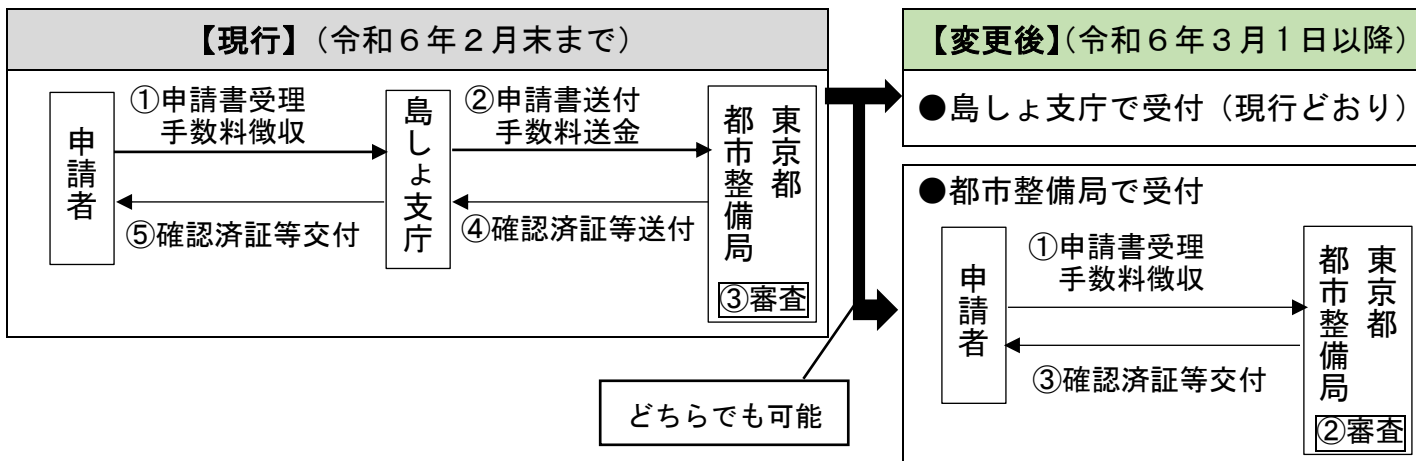 【現行】（令和６年２月末まで）
申請者
①申請書受理
手数料徴収
⑤確認済証等交付
島しょ支庁
②申請書送付
手数料送金
④確認済証等送付
東京都
都市整備局
③審査
どちらでも可能
【変更後】（令和６年３月１日以降）
●島しょ支庁で受付（現行どおり）
●都市整備局で受付
申請者
①申請書受理
手数料徴収
③確認済証等交付
東京都
都市整備局
②審査